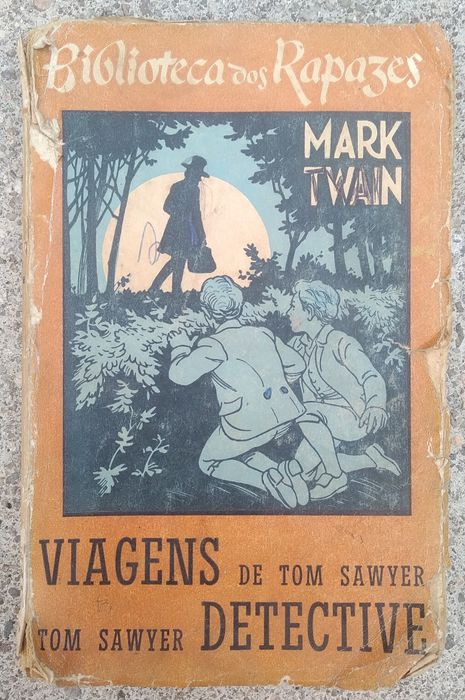 Biblioteca dos Rapazes
MARK
TWAIN
VIAGENS DE TOM SAWYER
TOM SAWYER DETECTIVE